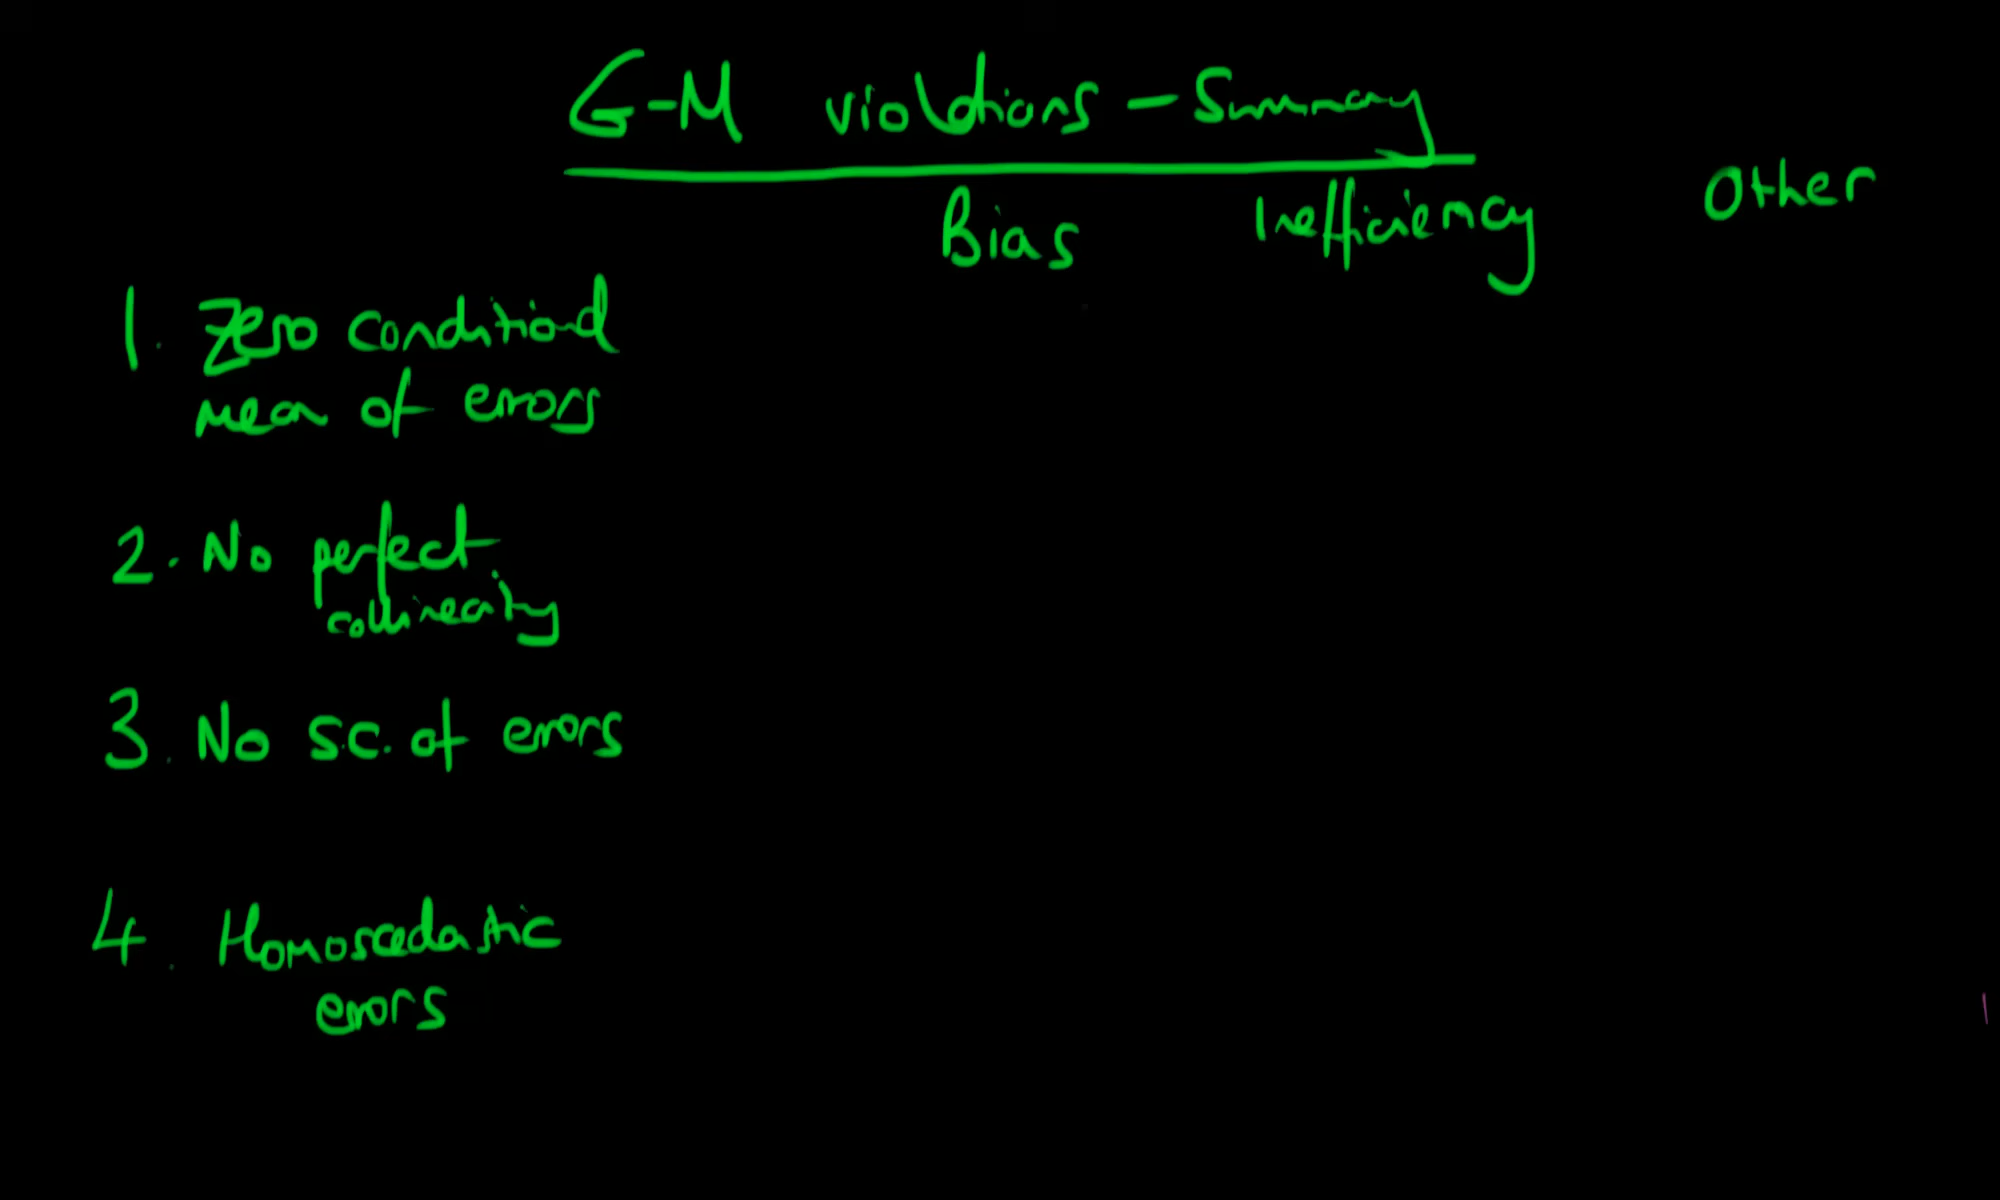 G-M violations - Summary
Bias Inefficiency Other
1. Zero conditional
mean of errors
2. No perfect
collinearity
3. No s.c. of errors
4. Homoscedastic
errors